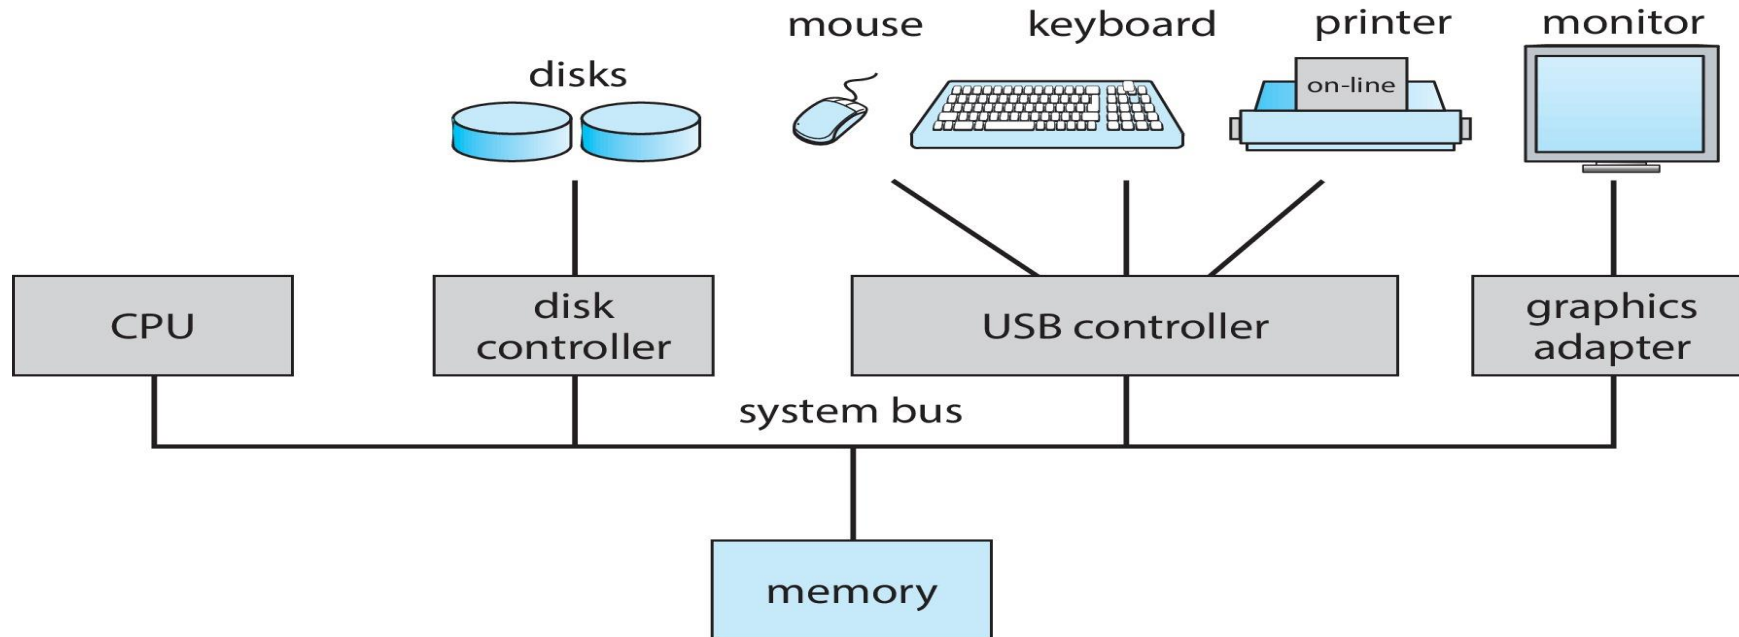 mouse
keyboard
printer
monitor
disks
on-line
CPU
disk
controller
USB controller
graphics
adapter
system bus
memory